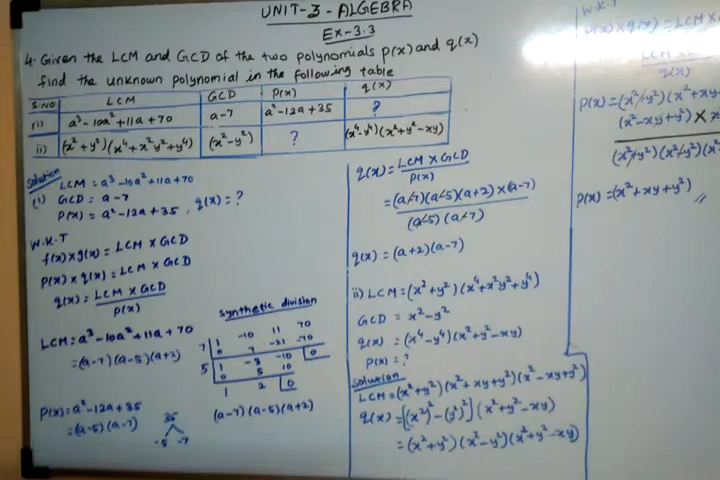 UNIT-3-ALGEBRA
EX-3.3
4. Given the LCM and GCD of the two polynomials p(x) and q(x)
find the unknown polynomial in the following table
S.NO LCM GCD P(x) q(x)
(i) a³-10a²+11a+70 a-7 a²-12a+35 ?
ii) (x²+y²)(x⁴+x²y²+y⁴) (x²-y²) ? (x⁴-y⁴)(x²+y²-xy)
Solution
(i) LCM = a³-10a²+11a+70
GCD = a-7
P(x) = a²-12a+35, q(x)=?
W.K.T
f(x)×g(x) = LCM × GCD
P(x)×q(x) = LCM × GCD
q(x) = LCM × GCD
P(x)
LCM = a³-10a²+11a+70
= (a-7)(a-5)(a+2)
P(x) = a²-12a+35
= (a-5)(a-7)
35
-5 -7
synthetic division
7 1 -10 11 70
0 7 -21 -70
5 1 -3 -10 0
0 5 10
1 2 0
(a-7)(a-5)(a+2)
q(x) = LCM × GCD
P(x)
= (a-7)(a-5)(a+2)×(a-7)
(a-5)(a-7)
q(x) = (a+2)(a-7)
ii) LCM = (x²+y²)(x⁴+x²y²+y⁴)
GCD = x²-y²
q(x) = (x⁴-y⁴)(x²+y²-xy)
P(x) = ?
solution
LCM = (x²+y²)(x²+xy+y²)(x²-xy+y²)
q(x) = [(x²)²-(y²)²](x²+y²-xy)
= (x²+y²)(x²-y²)(x²+y²-xy)
W.K.T
P(x)×q(x) = LCM ×
q(x)
P(x) = (x²+y²)(x²+xy+
(x²-xy+y²) ×
(x²+y²)(x²-y²)(x²
P(x) = (x²+xy+y²)